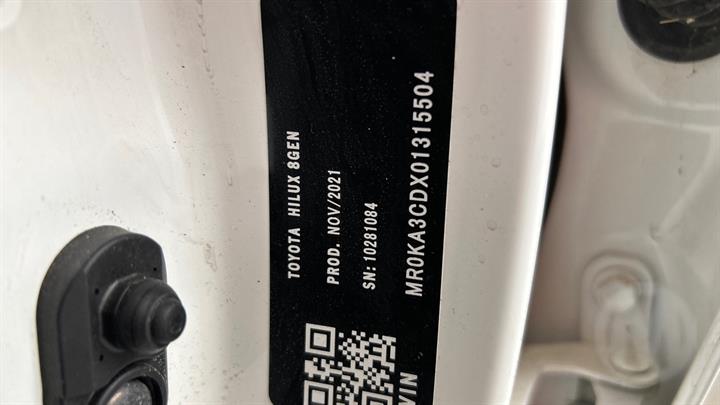 TOYOTA HILUX 8GEN
PROD. NOV/2021
SN:10281084
MR0KA3CDX01315504
VIN